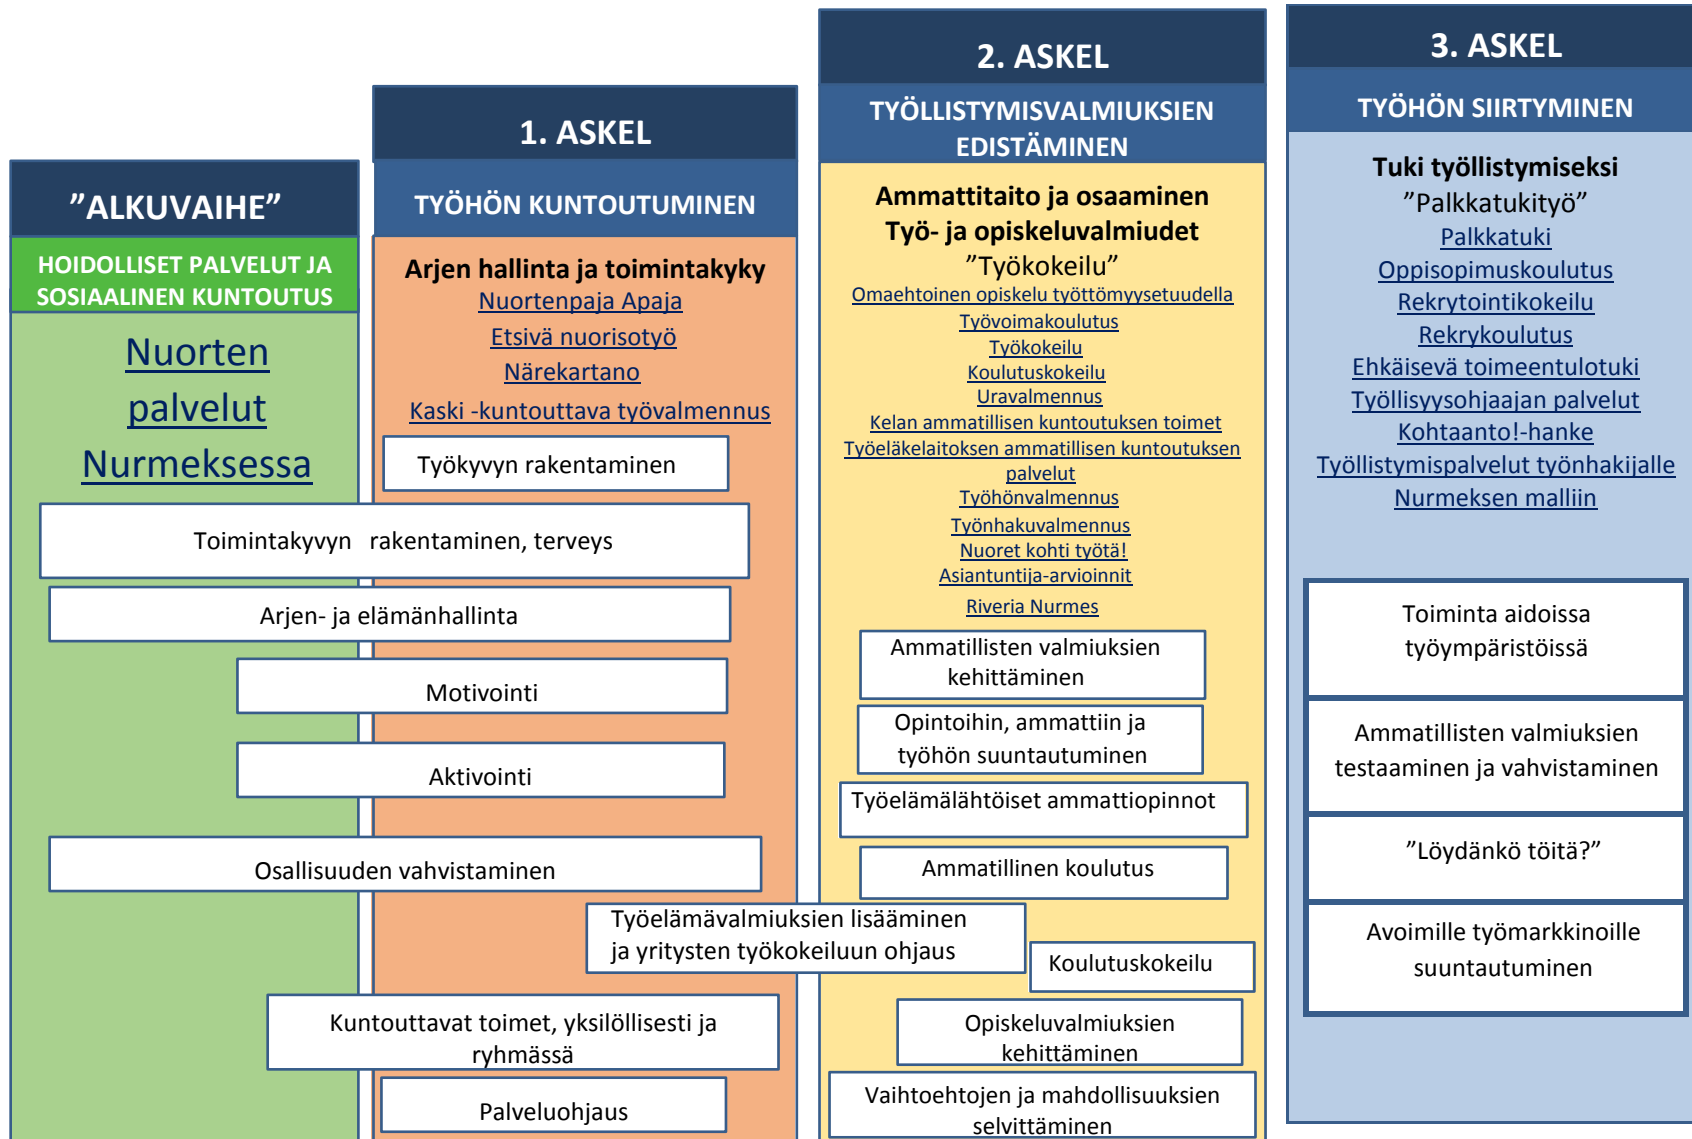 ”ALKUVAIHE”
HOIDOLLISET PALVELUT JA
SOSIAALINEN KUNTOUTUS
Nuorten
palvelut
Nurmeksessa
1. ASKEL
TYÖHÖN KUNTOUTUMINEN
Arjen hallinta ja toimintakyky
Nuortenpaja Apaja
Etsivä nuorisotyö
Närekartano
Kaski -kuntouttava työvalmennus
Työkyvyn rakentaminen
Toimintakyvyn rakentaminen, terveys
Arjen- ja elämänhallinta
Motivointi
Aktivointi
Osallisuuden vahvistaminen
Työelämävalmiuksien lisääminen
ja yritysten työkokeiluun ohjaus
Kuntouttavat toimet, yksilöllisesti ja
ryhmässä
Palveluohjaus
2. ASKEL
TYÖLLISTYMISVALMIUKSIEN
EDISTÄMINEN
Ammattitaito ja osaaminen
Työ- ja opiskeluvalmiudet
”Työkokeilu”
Omaehtoinen opiskelu työttömyysetuudella
Työvoimakoulutus
Työkokeilu
Koulutuskokeilu
Uravalmennus
Kelan ammatillisen kuntoutuksen toimet
Työeläkelaitoksen ammatillisen kuntoutuksen
palvelut
Työhönvalmennus
Työnhakuvalmennus
Nuoret kohti työtä!
Asiantuntija-arvioinnit
Riveria Nurmes
Ammatillisten valmiuksien
kehittäminen
Opintoihin, ammattiin ja
työhön suuntautuminen
Työelämälähtöiset ammattiopinnot
Ammatillinen koulutus
Koulutuskokeilu
Opiskeluvalmiuksien
kehittäminen
Vaihtoehtojen ja mahdollisuuksien
selvittäminen
3. ASKEL
TYÖHÖN SIIRTYMINEN
Tuki työllistymiseksi
”Palkkatukityö”
Palkkatuki
Oppisopimuskoulutus
Rekrytointikokeilu
Rekrykoulutus
Ehkäisevä toimeentulotuki
Työllisyysohjaajan palvelut
Kohtaanto!-hanke
Työllistymispalvelut työnhakijalle
Nurmeksen malliin
Toiminta aidoissa
työympäristöissä
Ammatillisten valmiuksien
testaaminen ja vahvistaminen
”Löydänkö töitä?”
Avoimille työmarkkinoille
suuntautuminen